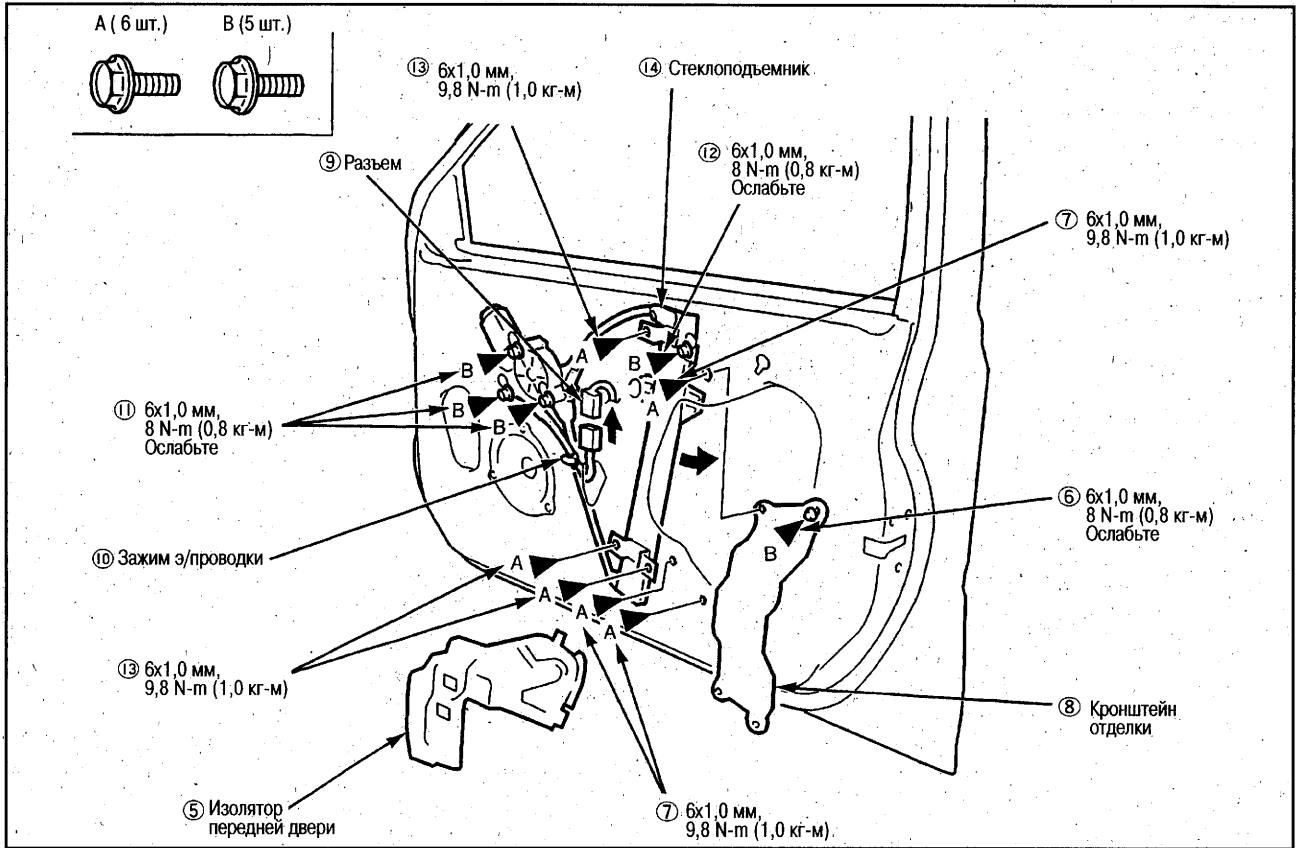 A ( 6 шт.) B (5 шт.)
⑬ 6x1,0 мм,
9,8 N-m (1,0 кг-м)
⑭ Стеклоподъемник
⑨ Разъем
⑫ 6x1,0 мм,
8 N-m (0,8 кг-м)
Ослабьте
⑦ 6x1,0 мм,
9,8 N-m (1,0 кг-м)
A
B
A
B
B
B
⑪ 6x1,0 мм,
8 N-m (0,8 кг-м)
Ослабьте
⑥ 6x1,0 мм,
8 N-m (0,8 кг-м)
Ослабьте
B
⑩ Зажим э/проводки
A
A
A
A
⑬ 6x1,0 мм,
9,8 N-m (1,0 кг-м)
⑧ Кронштейн
отделки
⑤ Изолятор
передней двери
⑦ 6x1,0 мм,
9,8 N-m (1,0 кг-м)